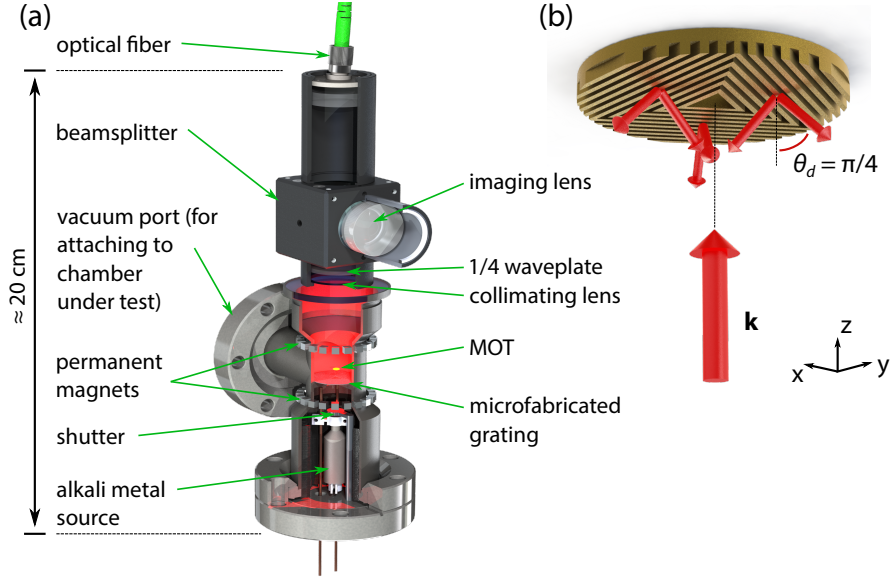 (a)
optical fiber
beamsplitter
vacuum port (for
attaching to
chamber
under test)
≈ 20 cm
permanent
magnets
shutter
alkali metal
source
imaging lens
1/4 waveplate
collimating lens
MOT
microfabricated
grating
(b)
θd = π/4
k
z
x
y